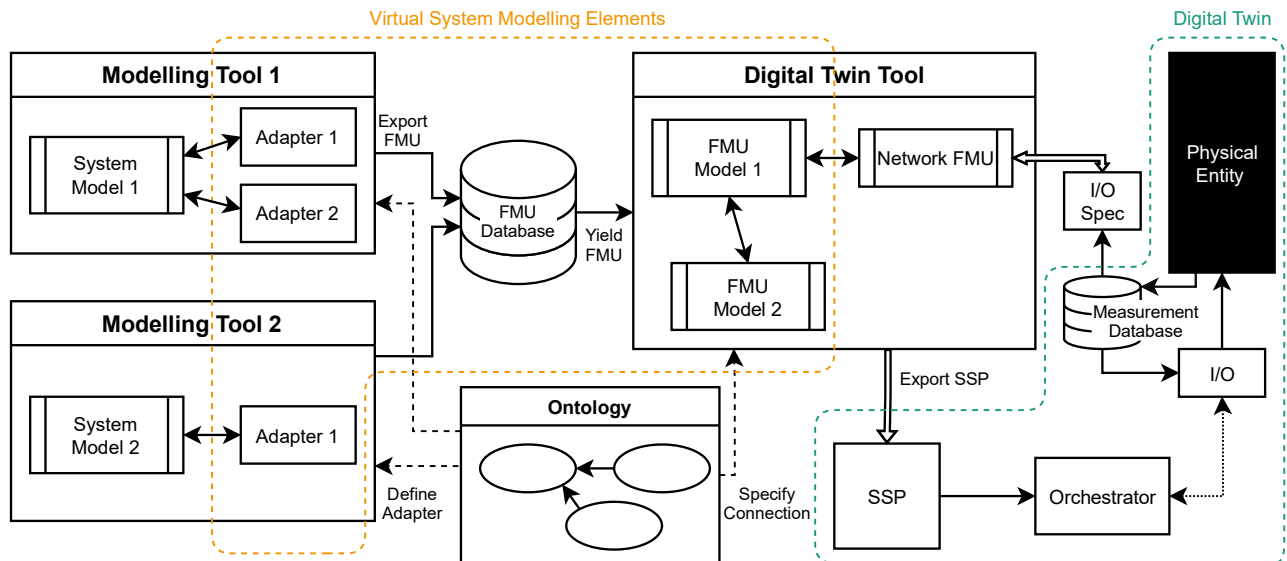 Virtual System Modelling Elements
Digital Twin
Modelling Tool 1
System
Model 1
Adapter 1
Adapter 2
Export
FMU
FMU
Database
Yield
FMU
Digital Twin Tool
FMU
Model 1
Network FMU
FMU
Model 2
I/O
Spec
Physical
Entity
Measurement
Database
I/O
Modelling Tool 2
System
Model 2
Adapter 1
Define
Adapter
Ontology
Specify
Connection
Export SSP
SSP
Orchestrator